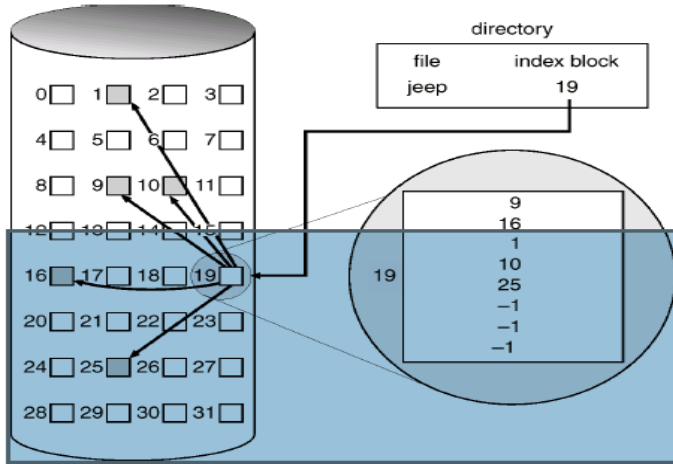 directory
file index block
jeep 19
0 1 2 3
4 5 6 7
8 9 10 11
12 13 14 15
16 17 18 19
20 21 22 23
24 25 26 27
28 29 30 31
19
9
16
1
10
25
−1
−1
−1